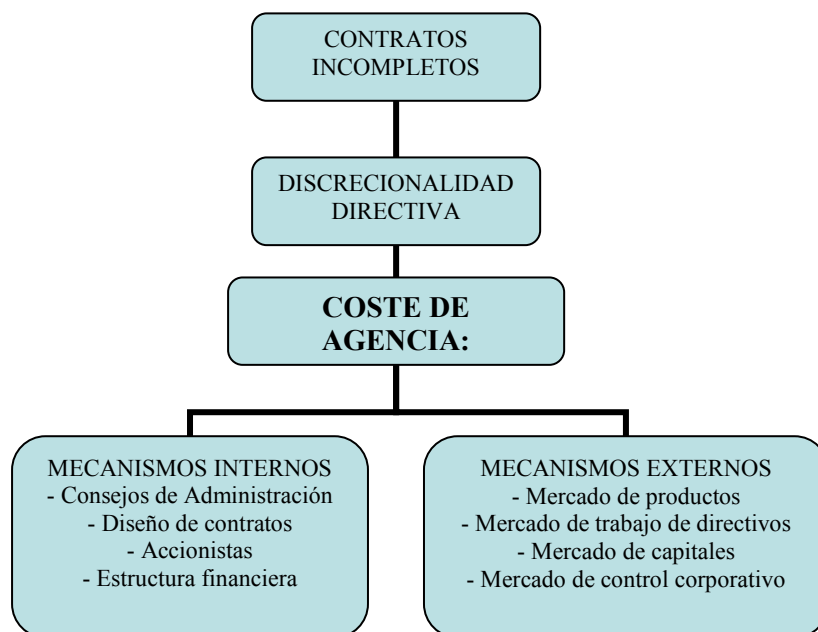 CONTRATOS
INCOMPLETOS
DISCRECIONALIDAD
DIRECTIVA
COSTE DE
AGENCIA:
MECANISMOS INTERNOS
- Consejos de Administración
- Diseño de contratos
- Accionistas
- Estructura financiera
MECANISMOS EXTERNOS
- Mercado de productos
- Mercado de trabajo de directivos
- Mercado de capitales
- Mercado de control corporativo